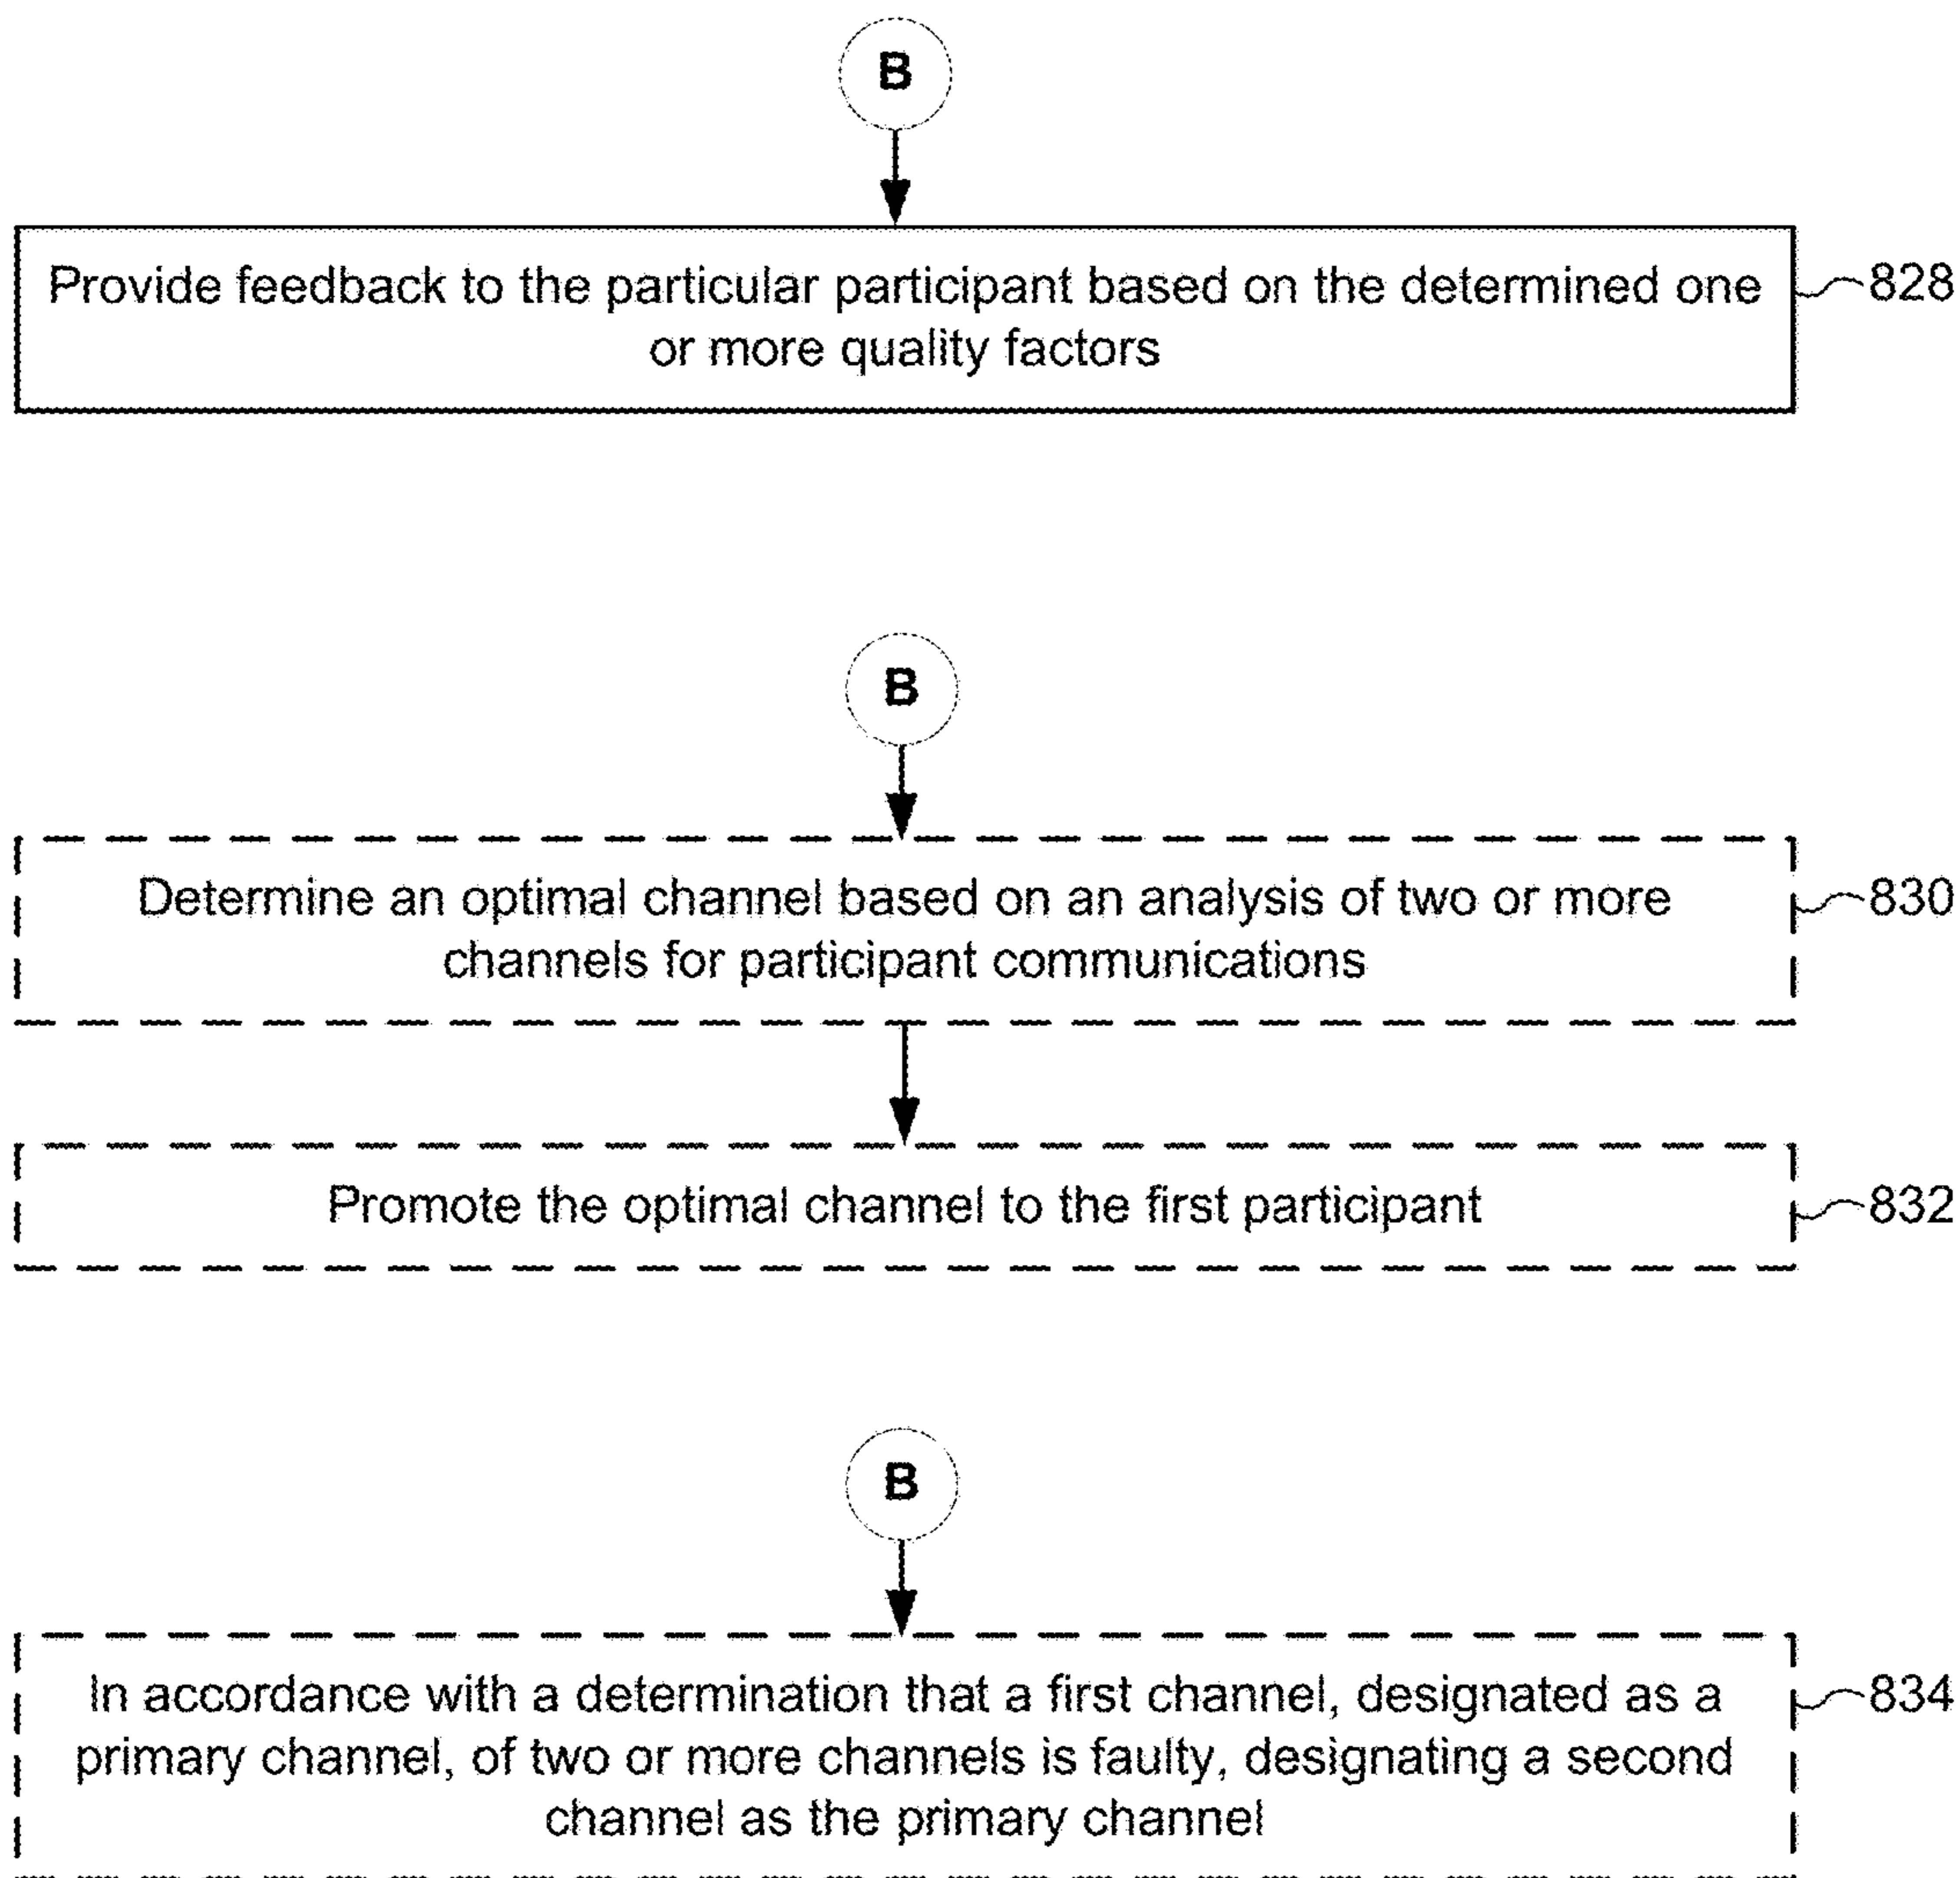 B
Provide feedback to the particular participant based on the determined one
or more quality factors
828
B
Determine an optimal channel based on an analysis of two or more
channels for participant communications
830
Promote the optimal channel to the first participant
832
B
In accordance with a determination that a first channel, designated as a
primary channel, of two or more channels is faulty, designating a second
channel as the primary channel
834